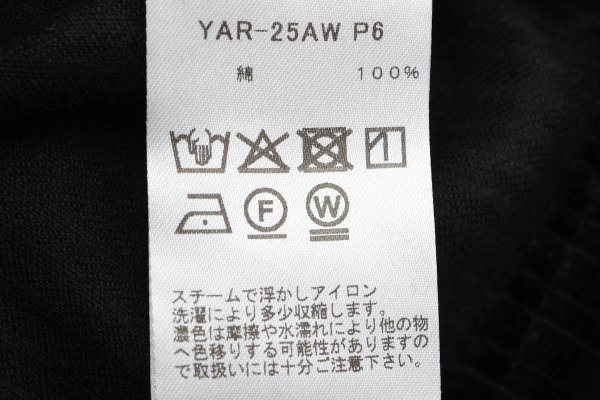 YAR-25AW P6
綿 100%
F W
スチームで浮かしアイロン
洗濯により多少収縮します。
濃色は摩擦や水濡れにより他の物
へ色移りする可能性がありますの
で取扱いには十分ご注意下さい。